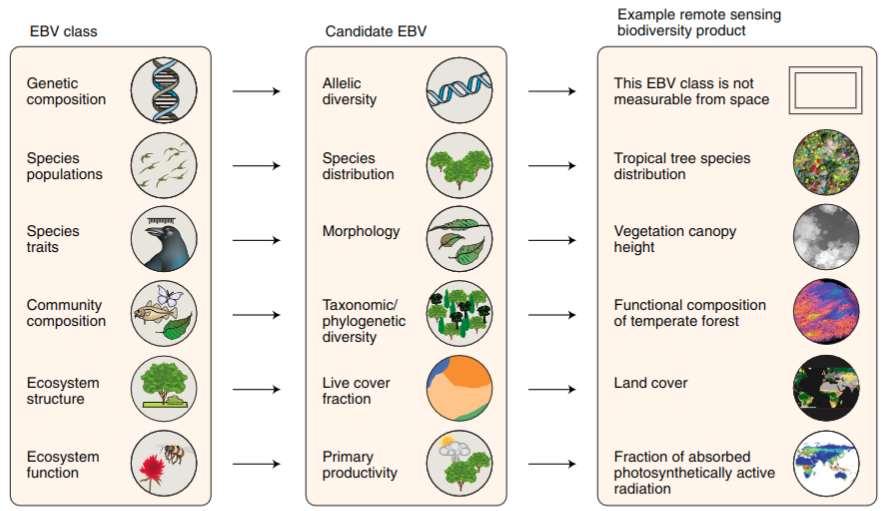 EBV class
Candidate EBV
Example remote sensing
biodiversity product
Genetic
composition
Allelic
diversity
This EBV class is not
measurable from space
Species
populations
Species
distribution
Tropical tree species
distribution
Species
traits
Morphology
Vegetation canopy
height
Community
composition
Taxonomic/
phylogenetic
diversity
Functional composition
of temperate forest
Ecosystem
structure
Live cover
fraction
Land cover
Ecosystem
function
Primary
productivity
Fraction of absorbed
photosynthetically active
radiation